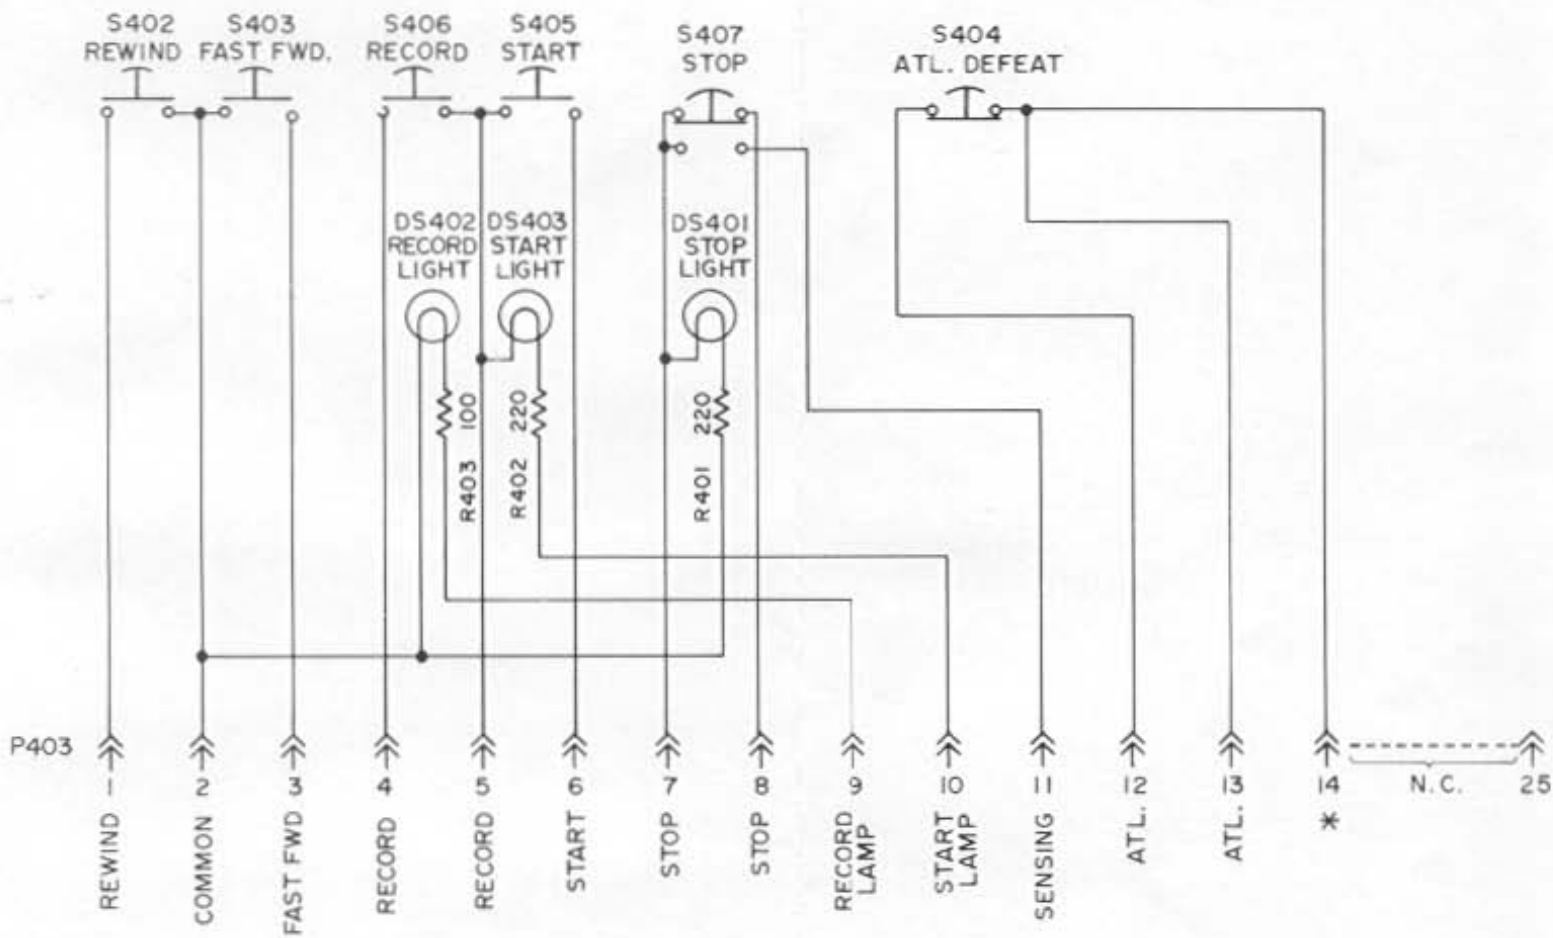 S402
REWIND
S403
FAST FWD.
S406
RECORD
S405
START
S407
STOP
S404
ATL. DEFEAT
DS402
RECORD
LIGHT
DS403
START
LIGHT
DS401
STOP
LIGHT
R403
100
R402
220
R401
220
P403
1
2
3
4
5
6
7
8
9
10
11
12
13
14
N.C.
25
REWIND
COMMON
FAST FWD
RECORD
RECORD
START
STOP
STOP
RECORD
LAMP
START
LAMP
SENSING
ATL.
ATL.
*